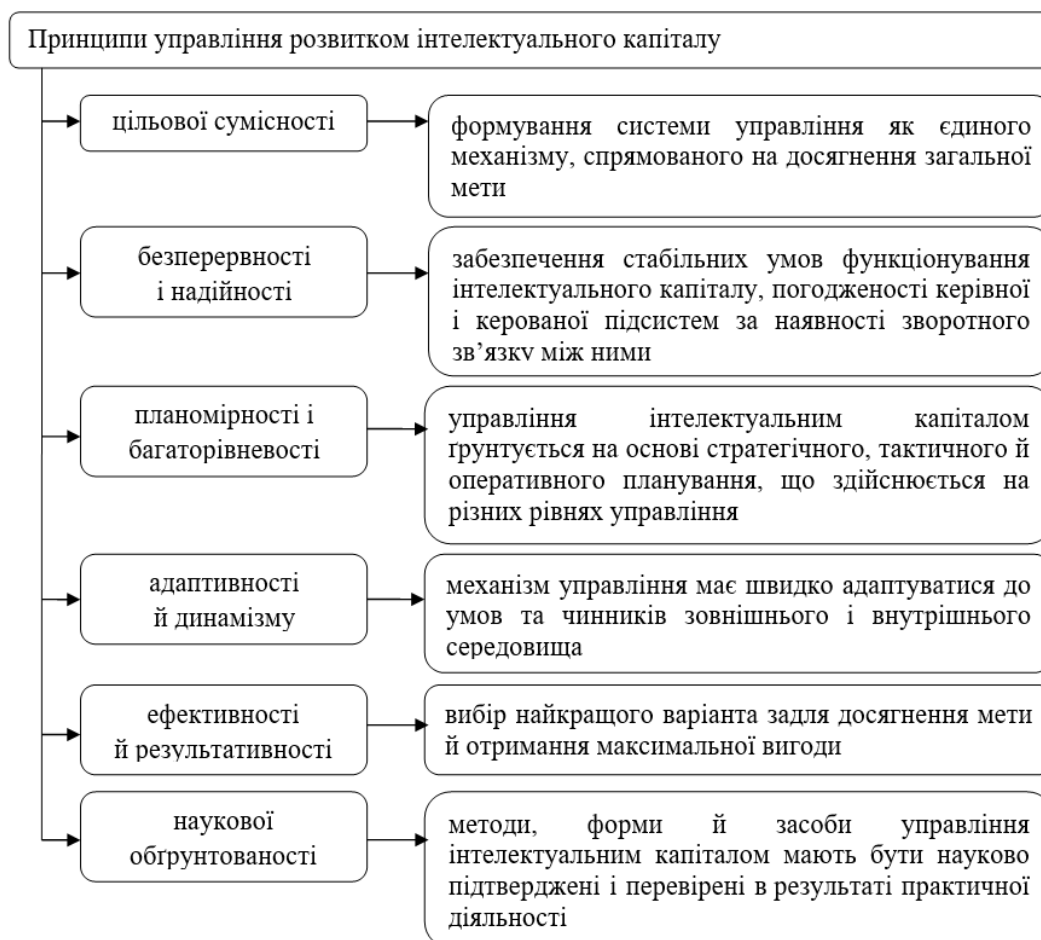 Принципи управління розвитком інтелектуального капіталу
цільової сумісності
формування системи управління як єдиного
механізму, спрямованого на досягнення загальної
мети
безперервності
і надійності
забезпечення стабільних умов функціонування
інтелектуального капіталу, погодженості керівної
і керованої підсистем за наявності зворотного
зв’язку між ними
планомірності і
багаторівневості
управління інтелектуальним капіталом
ґрунтується на основі стратегічного, тактичного й
оперативного планування, що здійснюється на
різних рівнях управління
адаптивності
й динамізму
механізм управління має швидко адаптуватися до
умов та чинників зовнішнього і внутрішнього
середовища
ефективності
й результативності
вибір найкращого варіанта задля досягнення мети
й отримання максимальної вигоди
наукової
обґрунтованості
методи, форми й засоби управління
інтелектуальним капіталом мають бути науково
підтверджені і перевірені в результаті практичної
діяльності